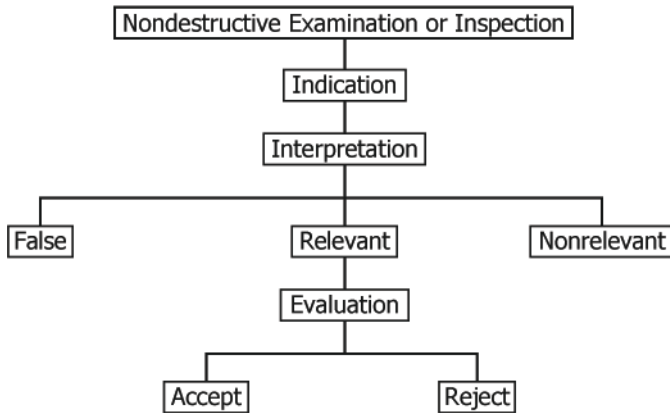 Nondestructive Examination or Inspection
Indication
Interpretation
False
Relevant
Nonrelevant
Evaluation
Accept
Reject